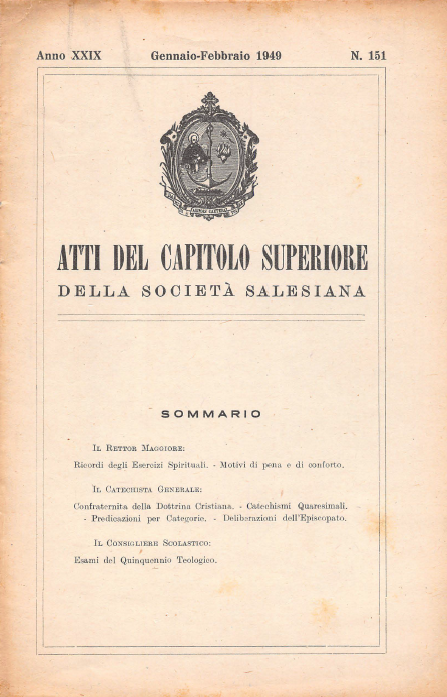 Anno XXIX Gennaio-Febbraio 1949 N. 151
ATTI DEL CAPITOLO SUPERIORE
DELLA SOCIETÀ SALESIANA
SOMMARIO
IL RETTOR MAGGIORE:
Ricordi degli Esercizi Spirituali. - Motivi di pena e di conforto.
IL CATECHISTA GENERALE:
Confraternita della Dottrina Cristiana. - Catechismi Quaresimali.
- Predicazioni per Categorie. - Deliberazioni dell'Episcopato.
IL CONSIGLIERE SCOLASTICO:
Esami del Quinquennio Teologico.